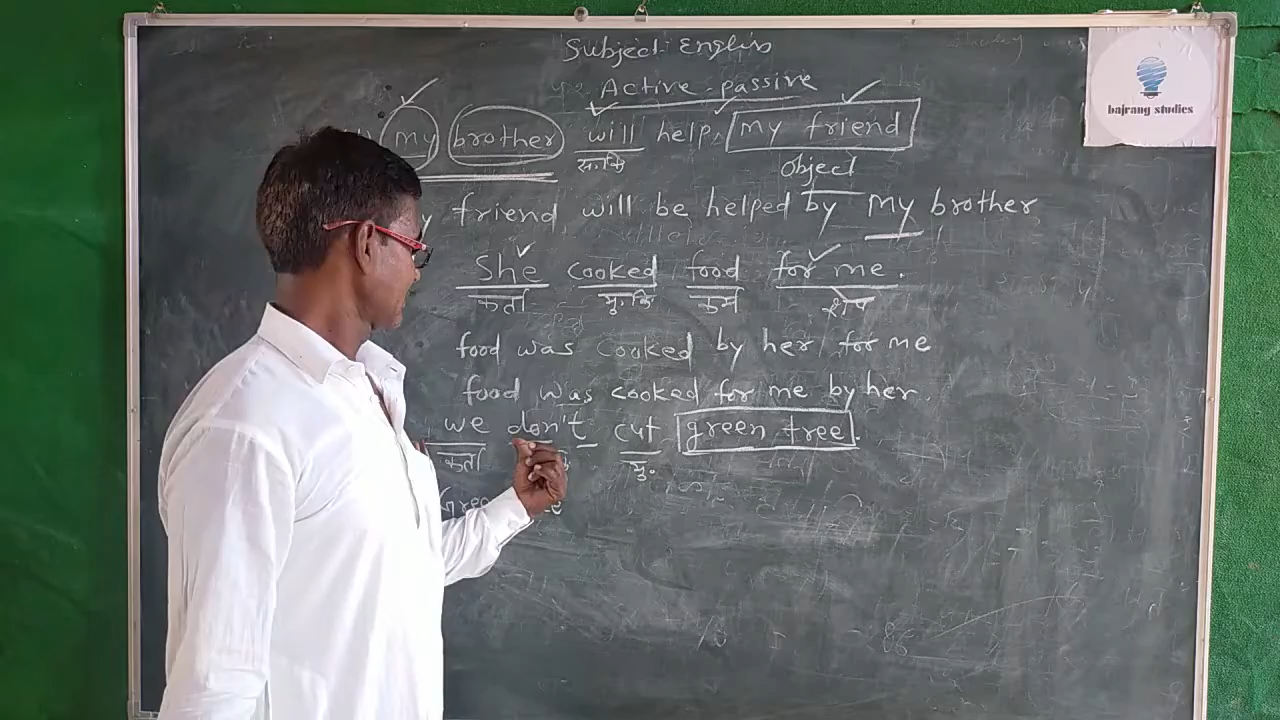 Subject: English
Active-passive
my brother will help my friend
स.क्रि
object
friend will be helped by my brother
She cooked food for me.
कर्ता मु.क्रि कर्म शेष
food was cooked by her for me
food was cooked for me by her.
we don't cut green tree.
कर्ता मु.
bajrang studies